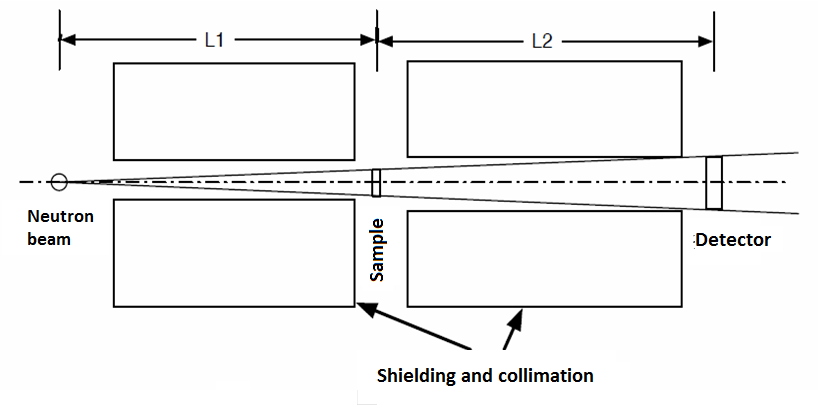 L1
L2
Neutron
beam
Sample
Detector
Shielding and collimation